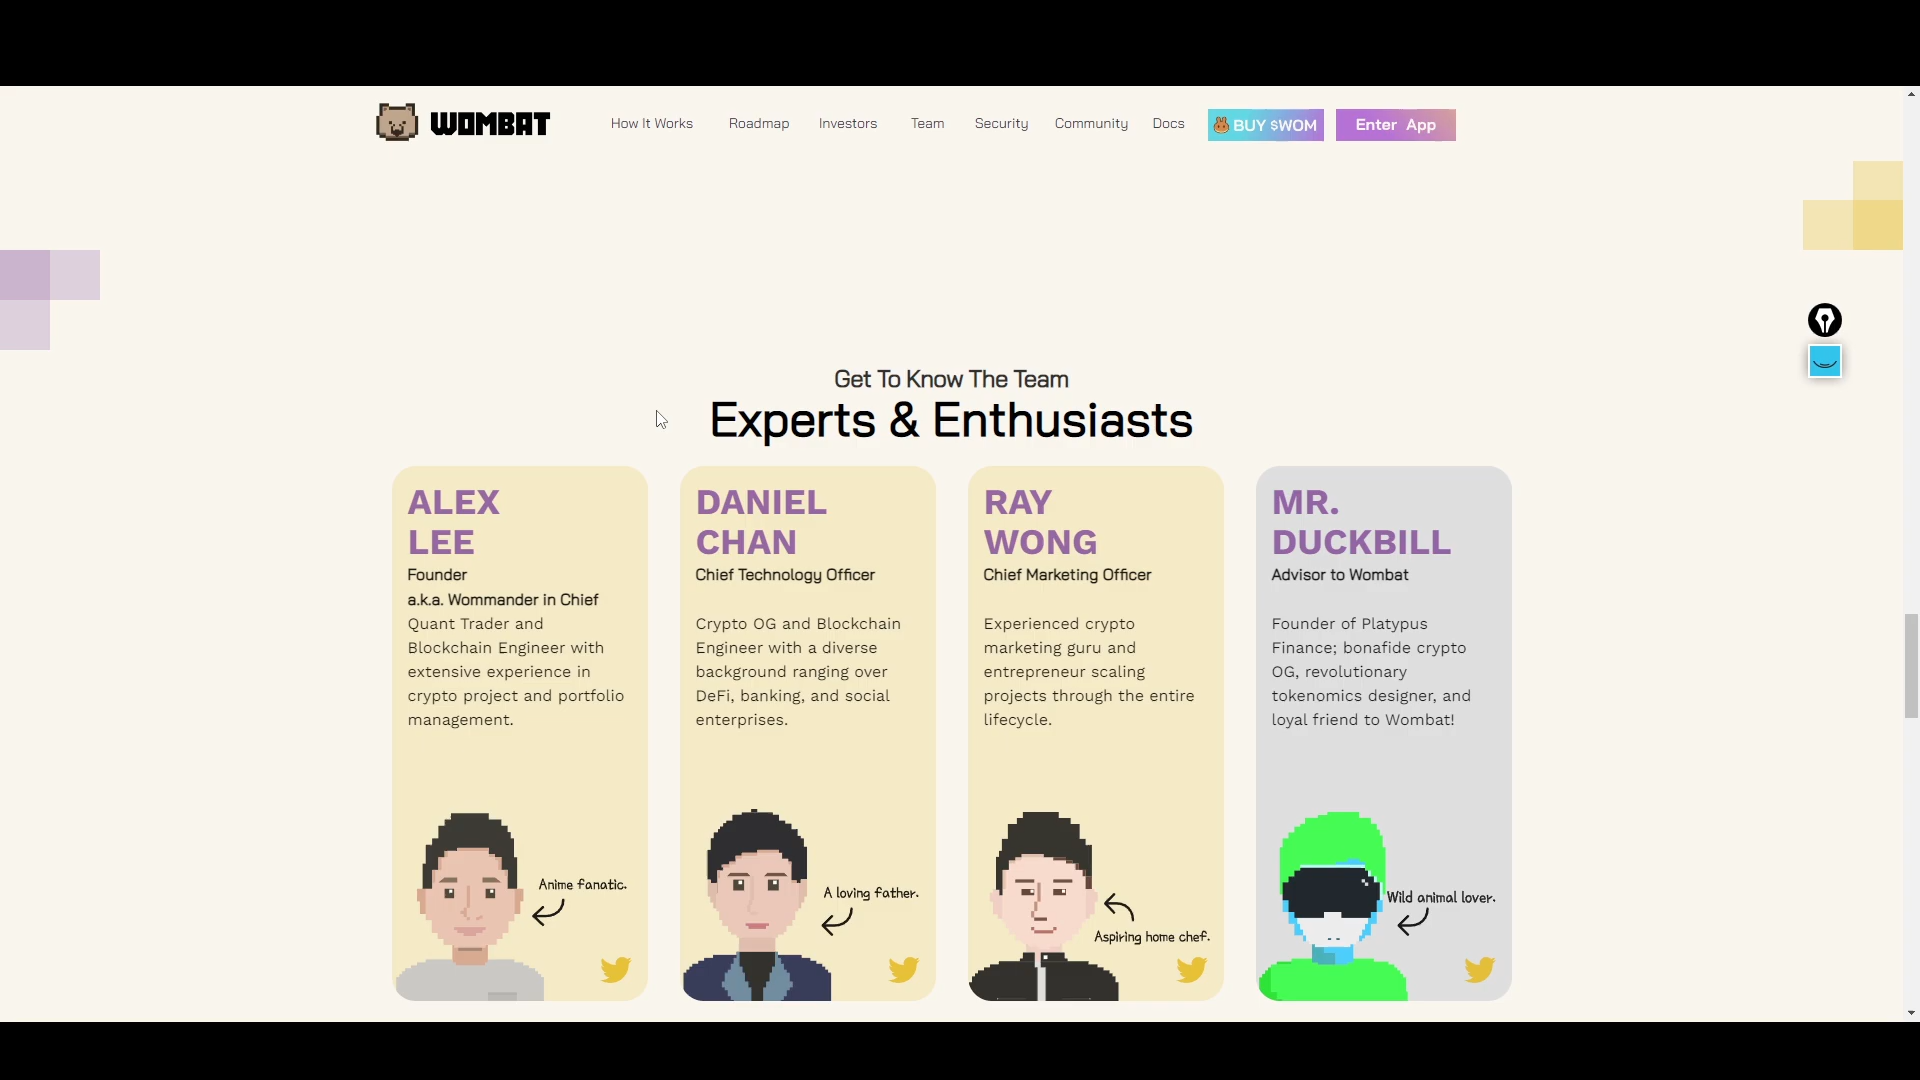 WOMBAT
How It Works Roadmap Investors Team Security Community Docs BUY $WOM Enter App
Get To Know The Team
Experts & Enthusiasts
ALEX
LEE
Founder
a.k.a. Wommander in Chief
Quant Trader and
Blockchain Engineer with
extensive experience in
crypto project and portfolio
management.
Anime fanatic.
DANIEL
CHAN
Chief Technology Officer
Crypto OG and Blockchain
Engineer with a diverse
background ranging over
DeFi, banking, and social
enterprises.
A loving father.
RAY
WONG
Chief Marketing Officer
Experienced crypto
marketing guru and
entrepreneur scaling
projects through the entire
lifecycle.
Aspiring home chef.
MR.
DUCKBILL
Advisor to Wombat
Founder of Platypus
Finance; bonafide crypto
OG, revolutionary
tokenomics designer, and
loyal friend to Wombat!
Wild animal lover.